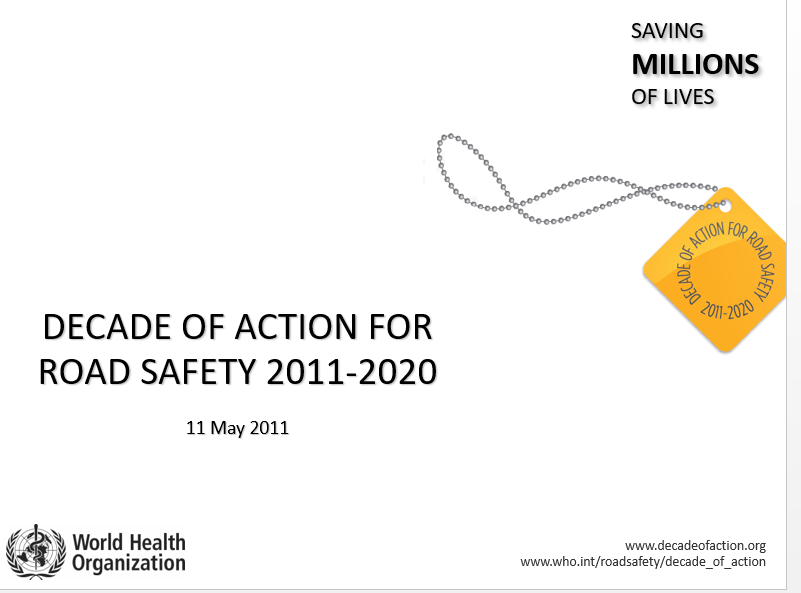 SAVING
MILLIONS
OF LIVES
DECADE OF ACTION FOR ROAD SAFETY
2011-2020
DECADE OF ACTION FOR
ROAD SAFETY 2011-2020
11 May 2011
World Health
Organization
www.decadeofaction.org
www.who.int/roadsafety/decade_of_action